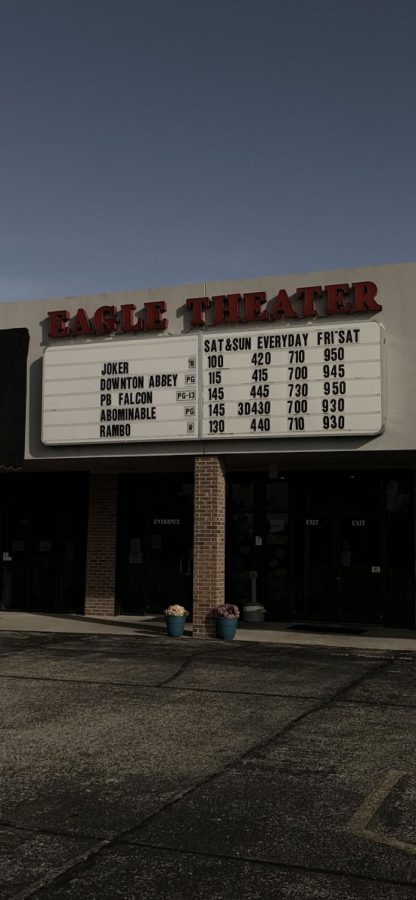 EAGLE THEATER
SAT&SUN EVERYDAY FRI~SAT
JOKER R 100 420 710 950
DOWNTON ABBEY PG 115 415 700 945
PB FALCON PG-13 145 445 730 950
ABOMINABLE PG 145 3D430 700 930
RAMBO R 130 440 710 930
ENTRANCE
EXIT EXIT